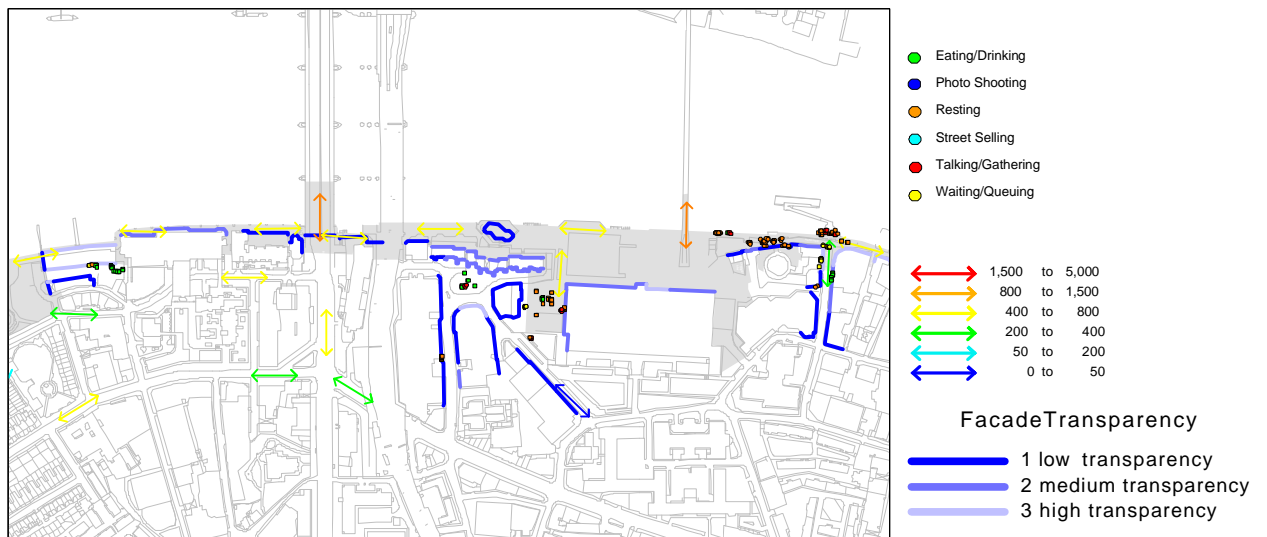 Eating/Drinking
Photo Shooting
Resting
Street Selling
Talking/Gathering
Waiting/Queuing
1,500 to 5,000
800 to 1,500
400 to 800
200 to 400
50 to 200
0 to 50
FacadeTransparency
1 low transparency
2 medium transparency
3 high transparency